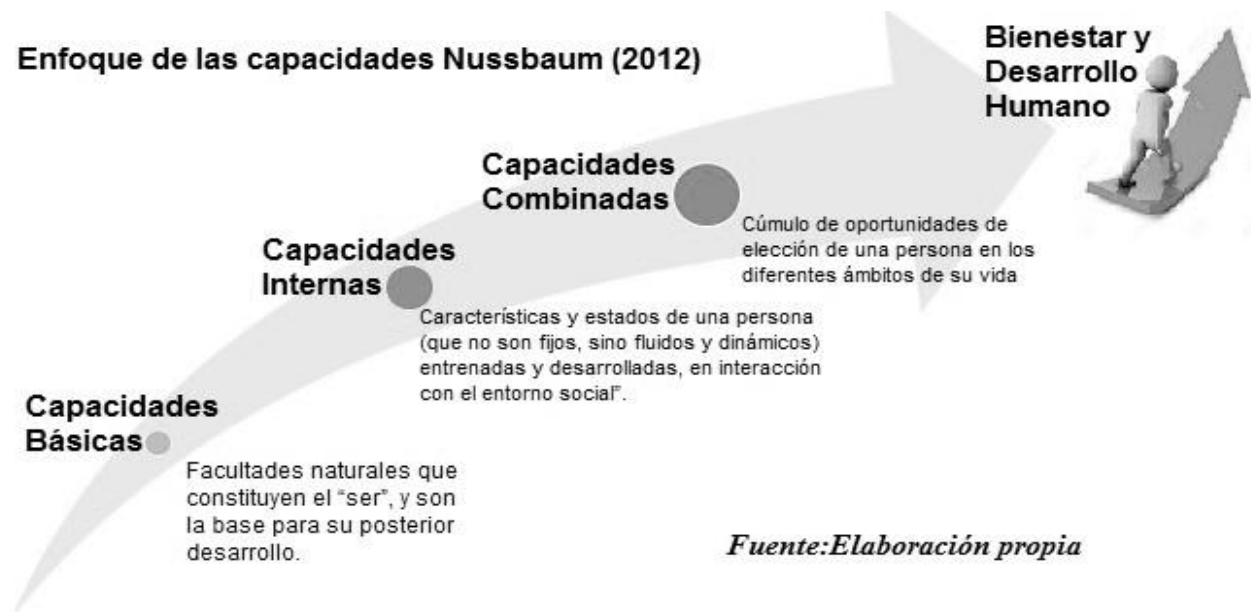 Enfoque de las capacidades Nussbaum (2012)
Bienestar y
Desarrollo
Humano
Capacidades
Combinadas
Cúmulo de oportunidades de
elección de una persona en los
diferentes ámbitos de su vida
Capacidades
Internas
Características y estados de una persona
(que no son fijos, sino fluidos y dinámicos)
entrenadas y desarrolladas, en interacción
con el entorno social”.
Capacidades
Básicas
Facultades naturales que
constituyen el “ser”, y son
la base para su posterior
desarrollo.
Fuente:Elaboración propia